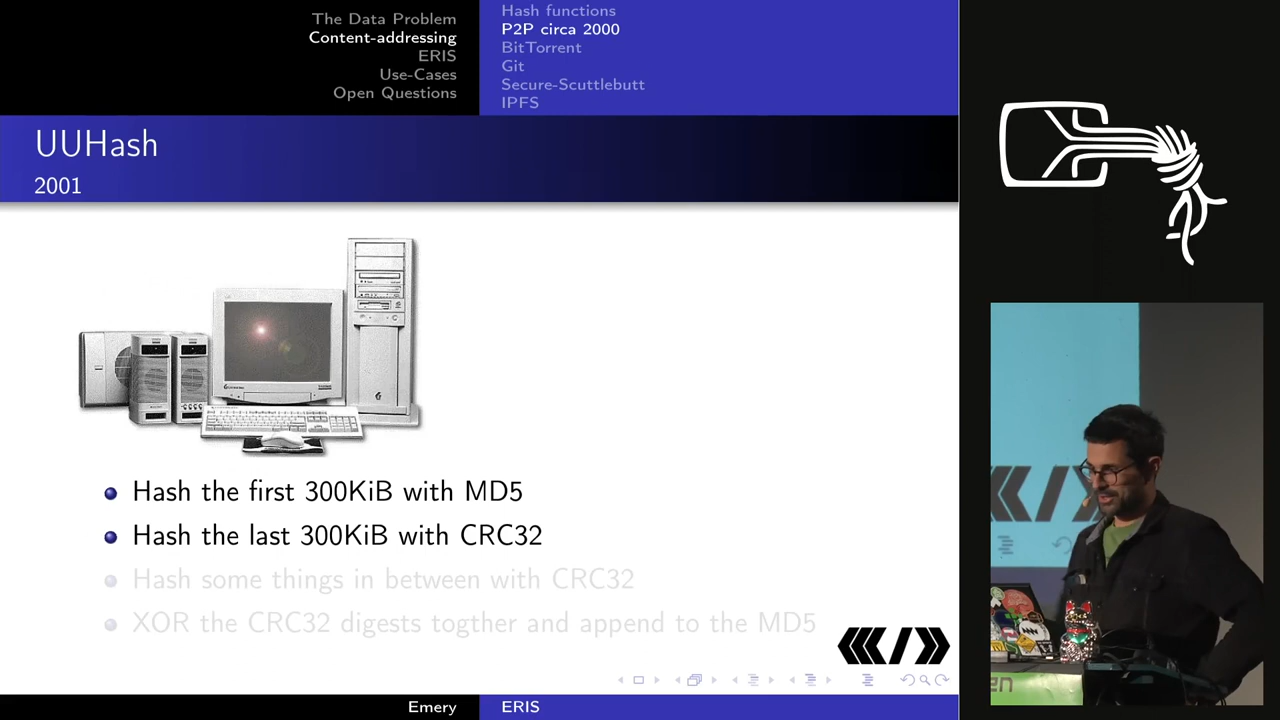 The Data Problem
Content-addressing
ERIS
Use-Cases
Open Questions
Hash functions
P2P circa 2000
BitTorrent
Git
Secure-Scuttlebutt
IPFS
UUHash
2001
Hash the first 300KiB with MD5
Hash the last 300KiB with CRC32
Hash some things in between with CRC32
XOR the CRC32 digests togther and append to the MD5
Emery
ERIS